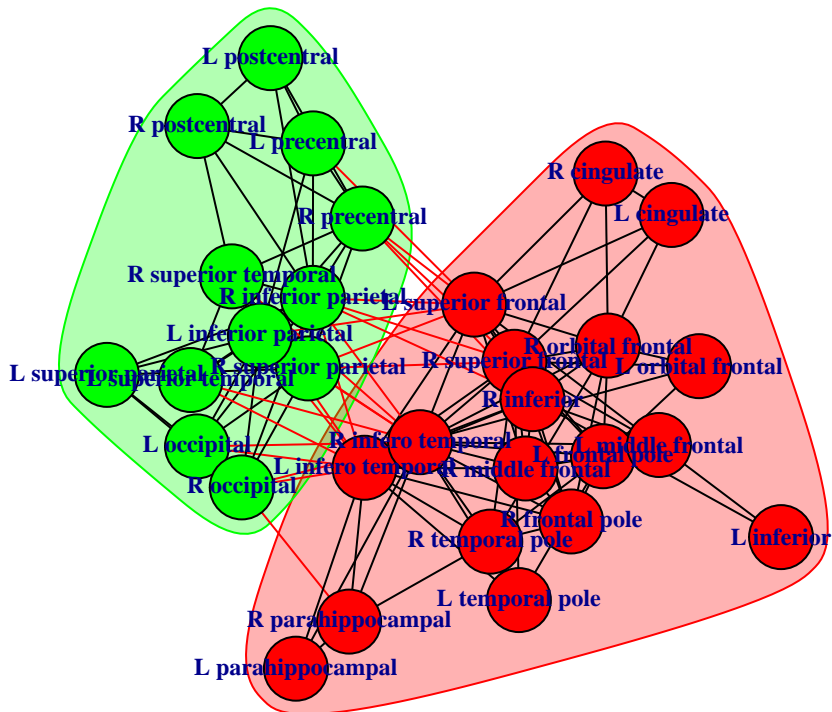 L postcentral
R postcentral
L precentral
R cingulate
L cingulate
R precentral
R superior temporal
R inferior parietal
L superior frontal
L inferior parietal
R orbital frontal
R superior frontal
L superior parietal
L superior temporal
R superior parietal
L orbital frontal
R inferior
L occipital
R infero temporal
L middle frontal
L frontal pole
L infero temporal
R middle frontal
R occipital
R frontal pole
R temporal pole
L inferior
L temporal pole
R parahippocampal
L parahippocampal